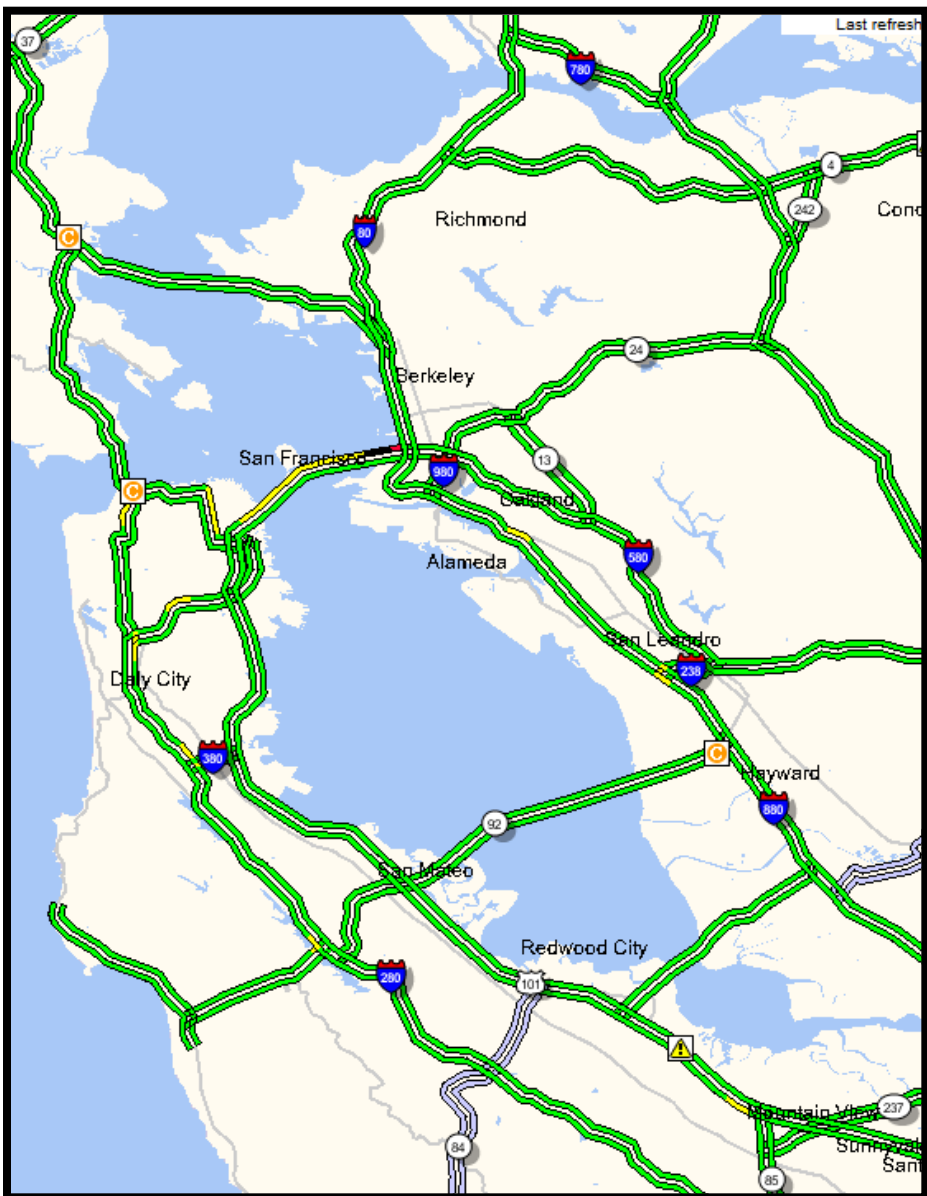 Last refresh
37
780
4
242
Conc
Richmond
80
24
Berkeley
San Francisco
980
13
Oakland
Alameda
580
San Leandro
238
Daly City
380
Hayward
880
92
San Mateo
Redwood City
280
101
Mountain View
237
Sunnyval
Sant
84
85